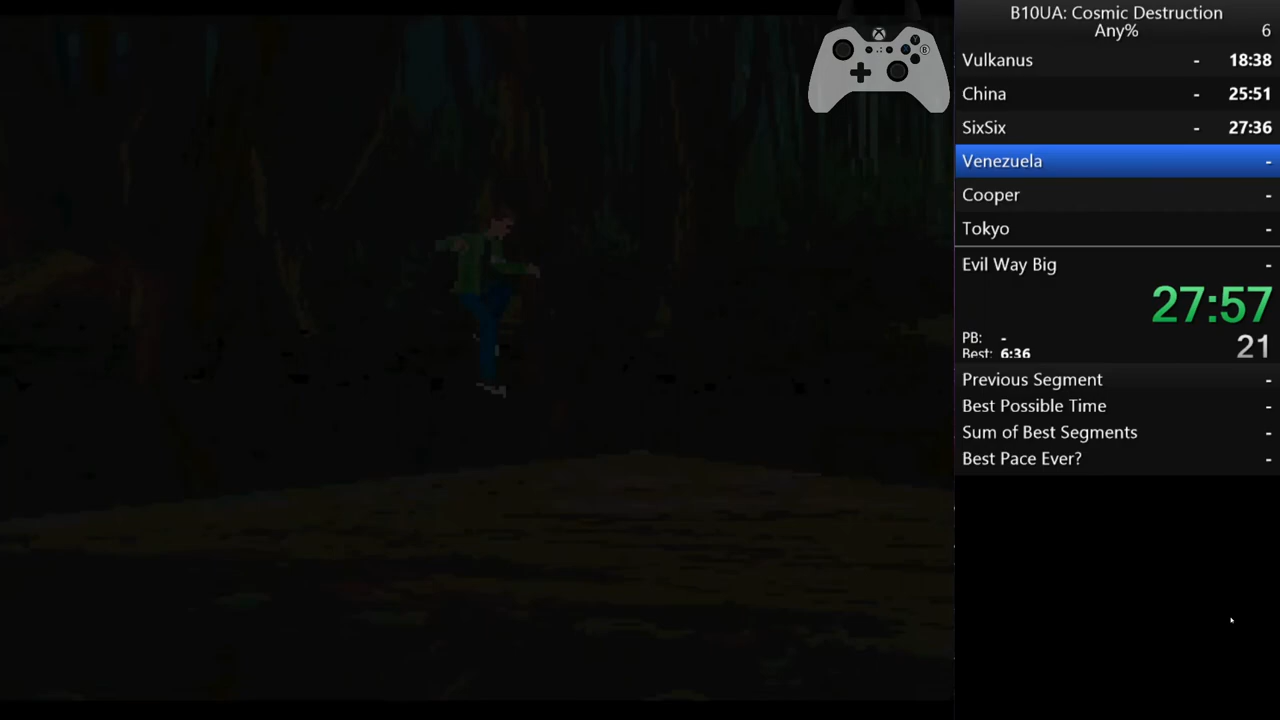 B10UA: Cosmic Destruction
Any% 6
Vulkanus - 18:38
China - 25:51
SixSix - 27:36
Venezuela -
Cooper -
Tokyo -
Evil Way Big -
27:57
PB: -
Best: 6:36 21
Previous Segment -
Best Possible Time -
Sum of Best Segments -
Best Pace Ever? -